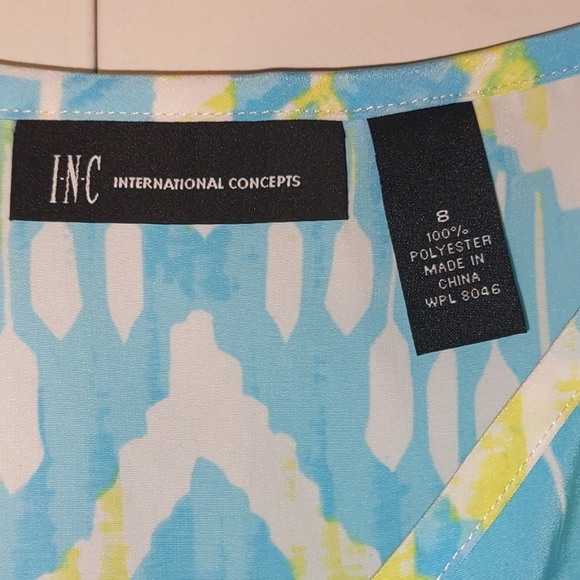 I·N·C INTERNATIONAL CONCEPTS
8
100%
POLYESTER
MADE IN
CHINA
WPL 8046